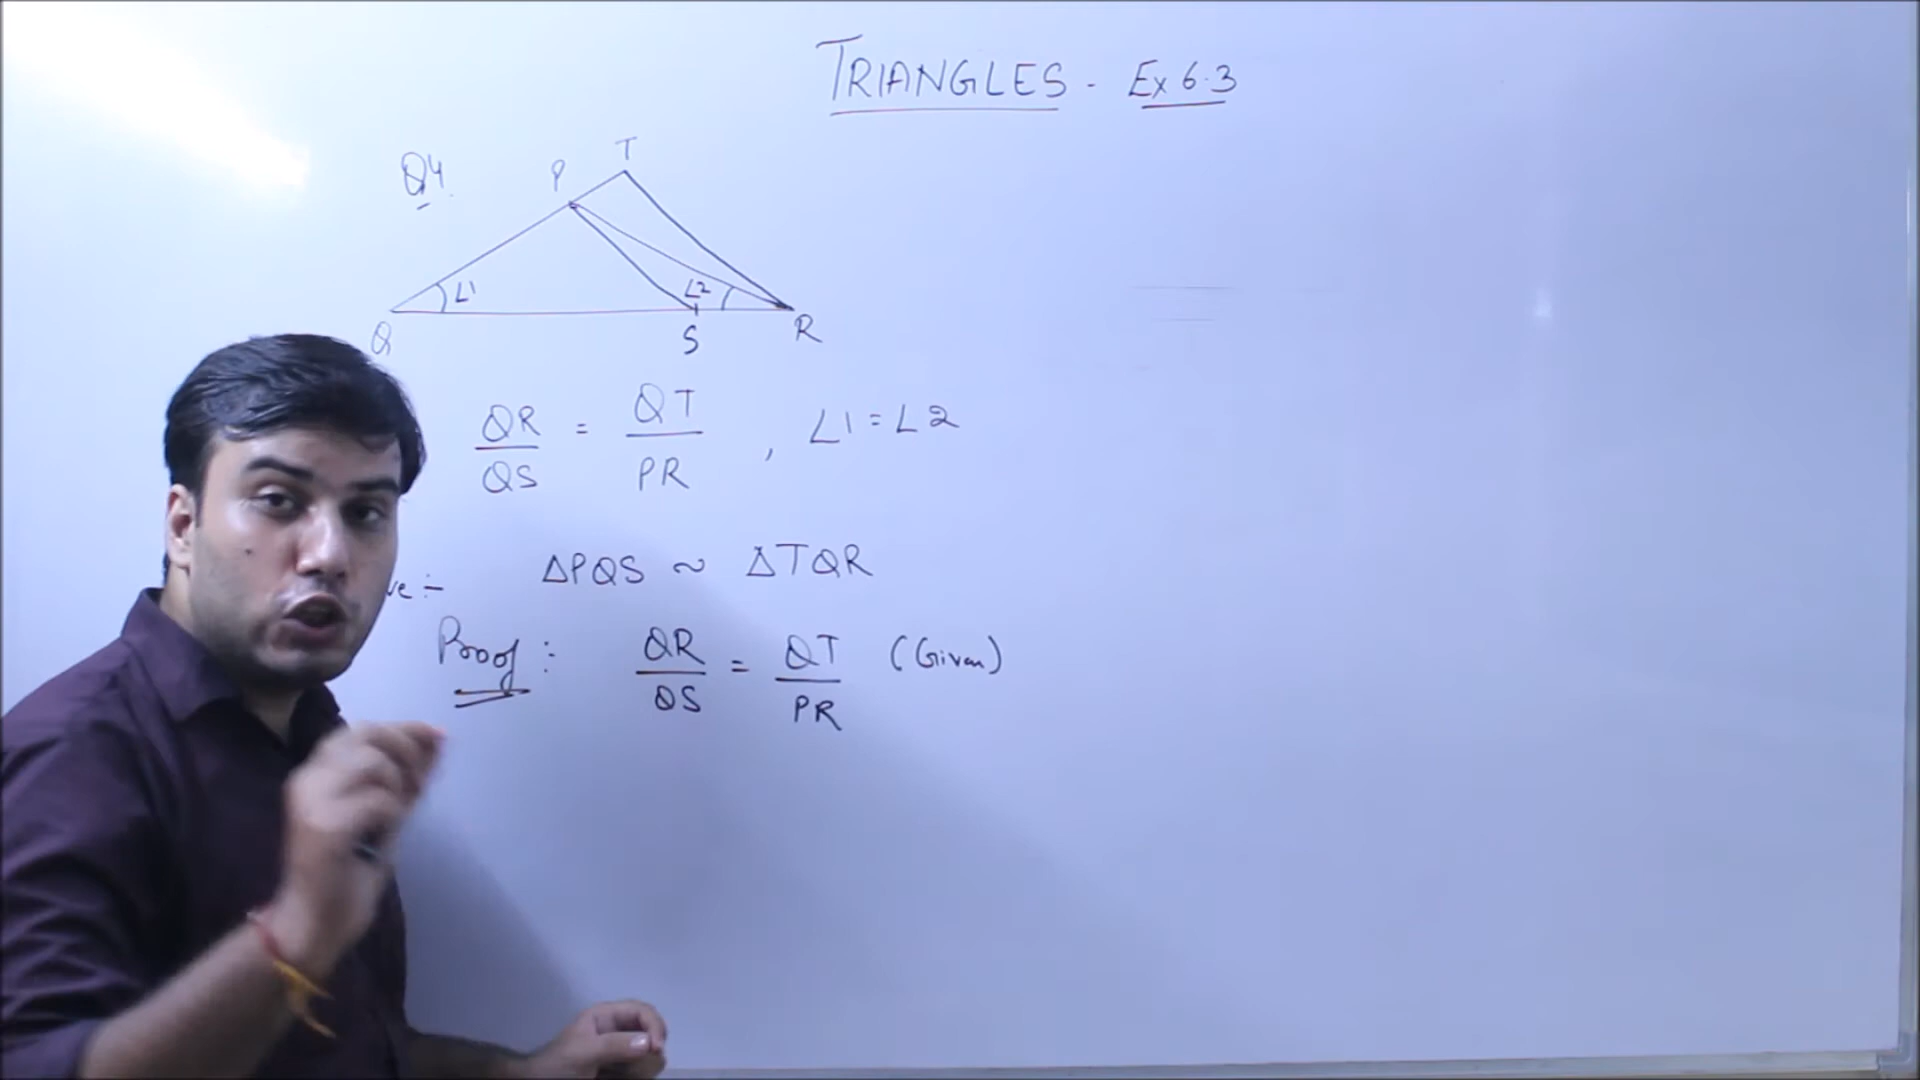 TRIANGLES - Ex 6.3
Q4.
T
P
∠1
∠2
Q
S
R
QR/QS = QT/PR , ∠1 = ∠2
ve :- ΔPQS ~ ΔTQR
Proof : QR/QS = QT/PR (Given)